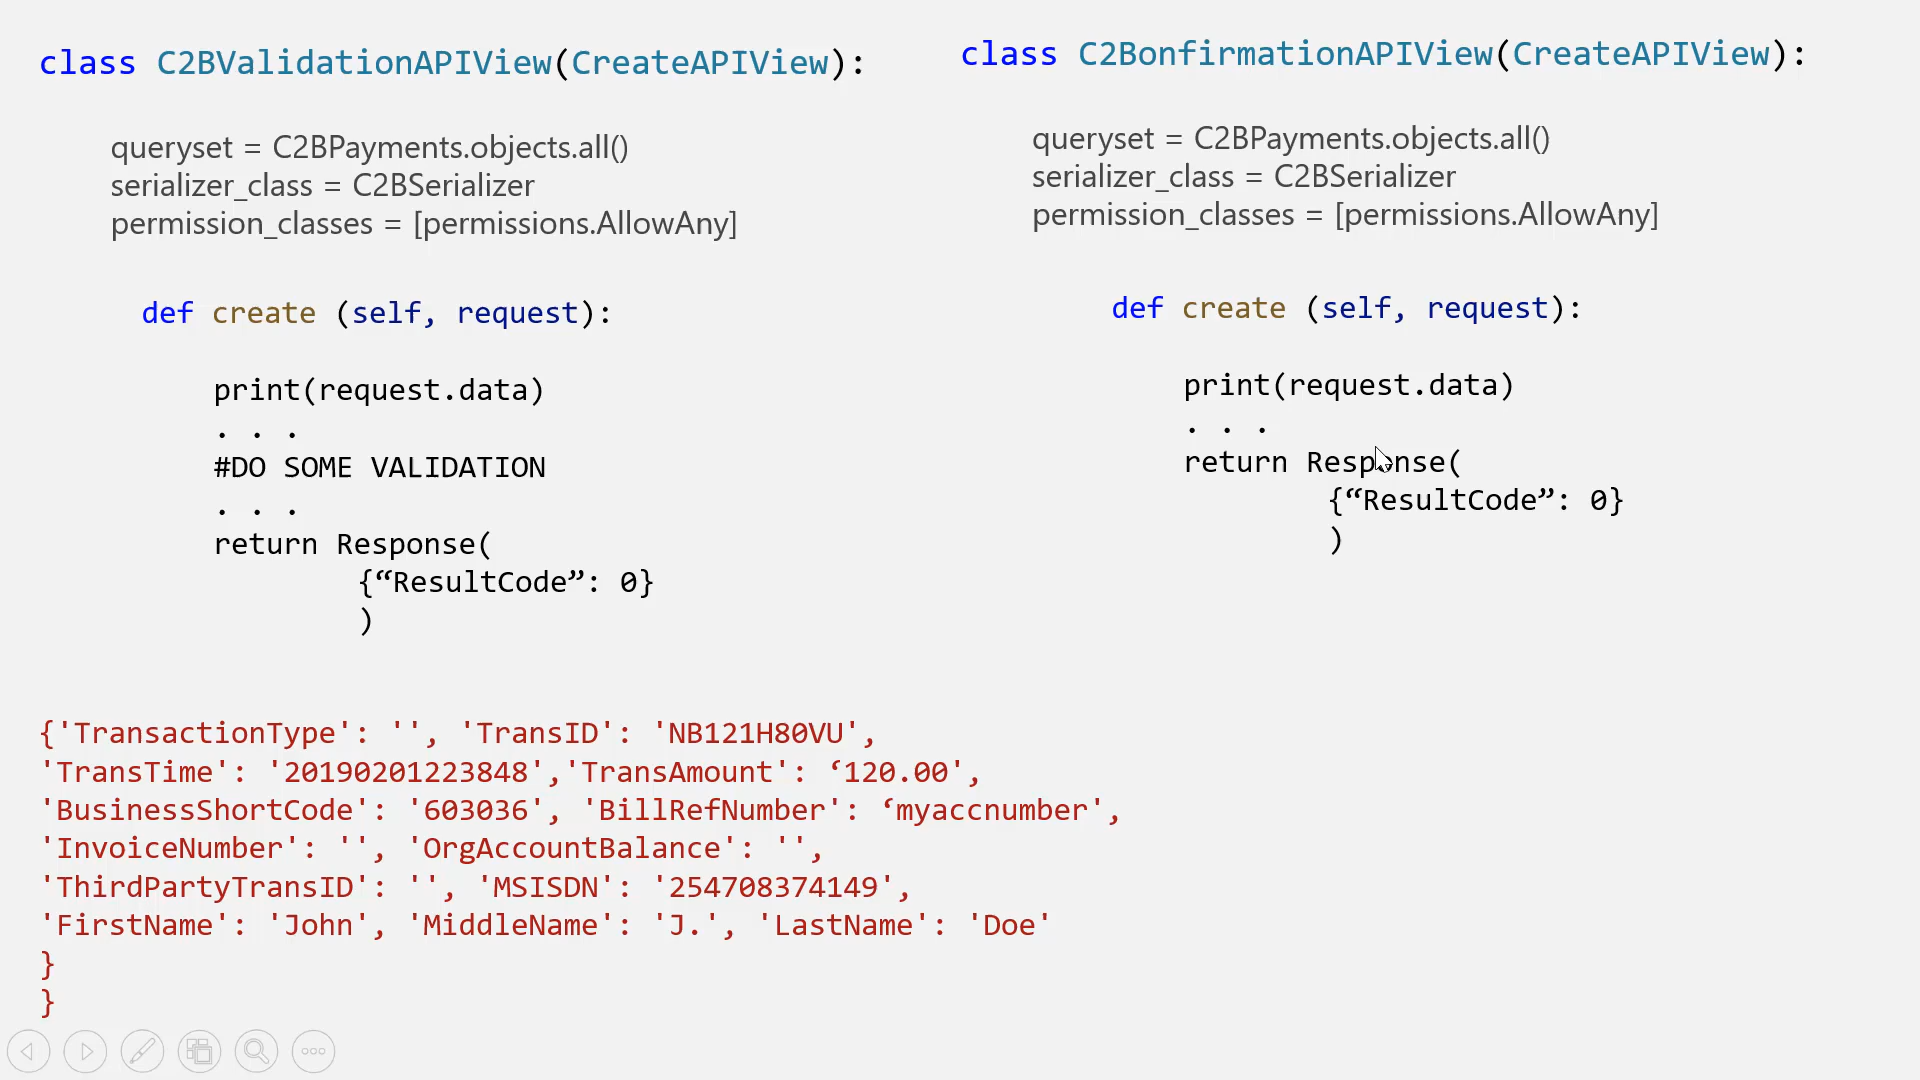 class C2BValidationAPIView(CreateAPIView):
queryset = C2BPayments.objects.all()
serializer_class = C2BSerializer
permission_classes = [permissions.AllowAny]
def create (self, request):
print(request.data)
. . .
#DO SOME VALIDATION
. . .
return Response(
{“ResultCode”: 0}
)
class C2BonfirmationAPIView(CreateAPIView):
queryset = C2BPayments.objects.all()
serializer_class = C2BSerializer
permission_classes = [permissions.AllowAny]
def create (self, request):
print(request.data)
. . .
return Response(
{“ResultCode”: 0}
)
{'TransactionType': '', 'TransID': 'NB121H80VU',
'TransTime': '20190201223848','TransAmount': ‘120.00',
'BusinessShortCode': '603036', 'BillRefNumber': ‘myaccnumber',
'InvoiceNumber': '', 'OrgAccountBalance': '',
'ThirdPartyTransID': '', 'MSISDN': '254708374149',
'FirstName': 'John', 'MiddleName': 'J.', 'LastName': 'Doe'
}
}